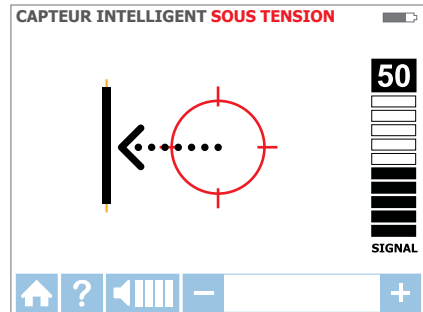 CAPTEUR INTELLIGENT SOUS TENSION
50
SIGNAL
?
− +